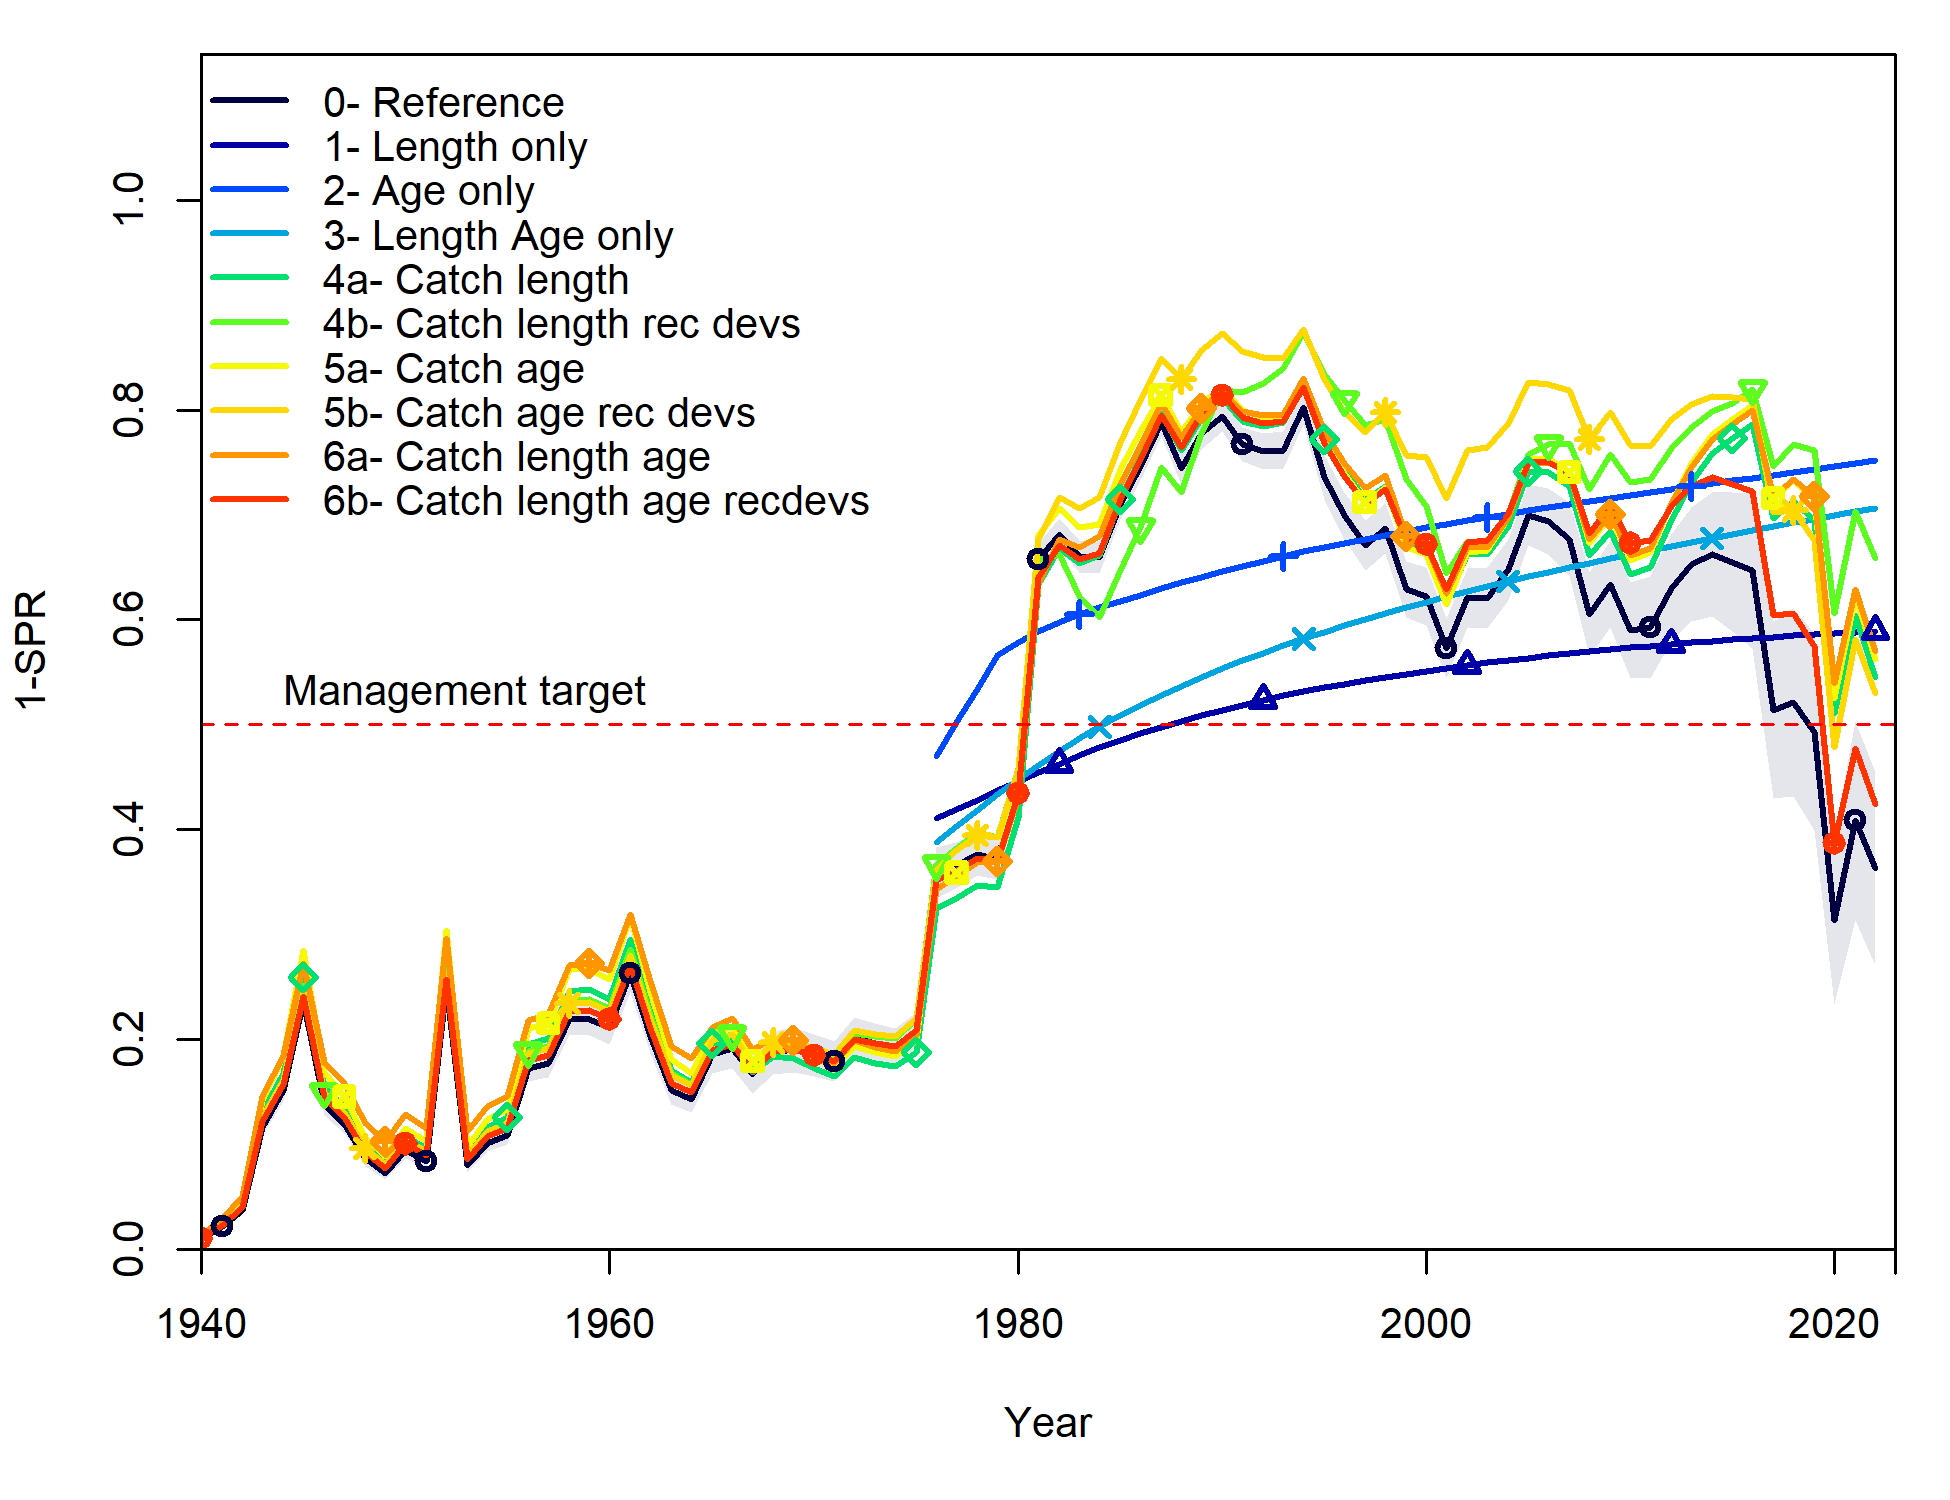 0- Reference
1- Length only
2- Age only
3- Length Age only
4a- Catch length
4b- Catch length rec devs
5a- Catch age
5b- Catch age rec devs
6a- Catch length age
6b- Catch length age recdevs
Management target
1-SPR
1.0
0.8
0.6
0.4
0.2
0.0
1940
1960
1980
2000
2020
Year